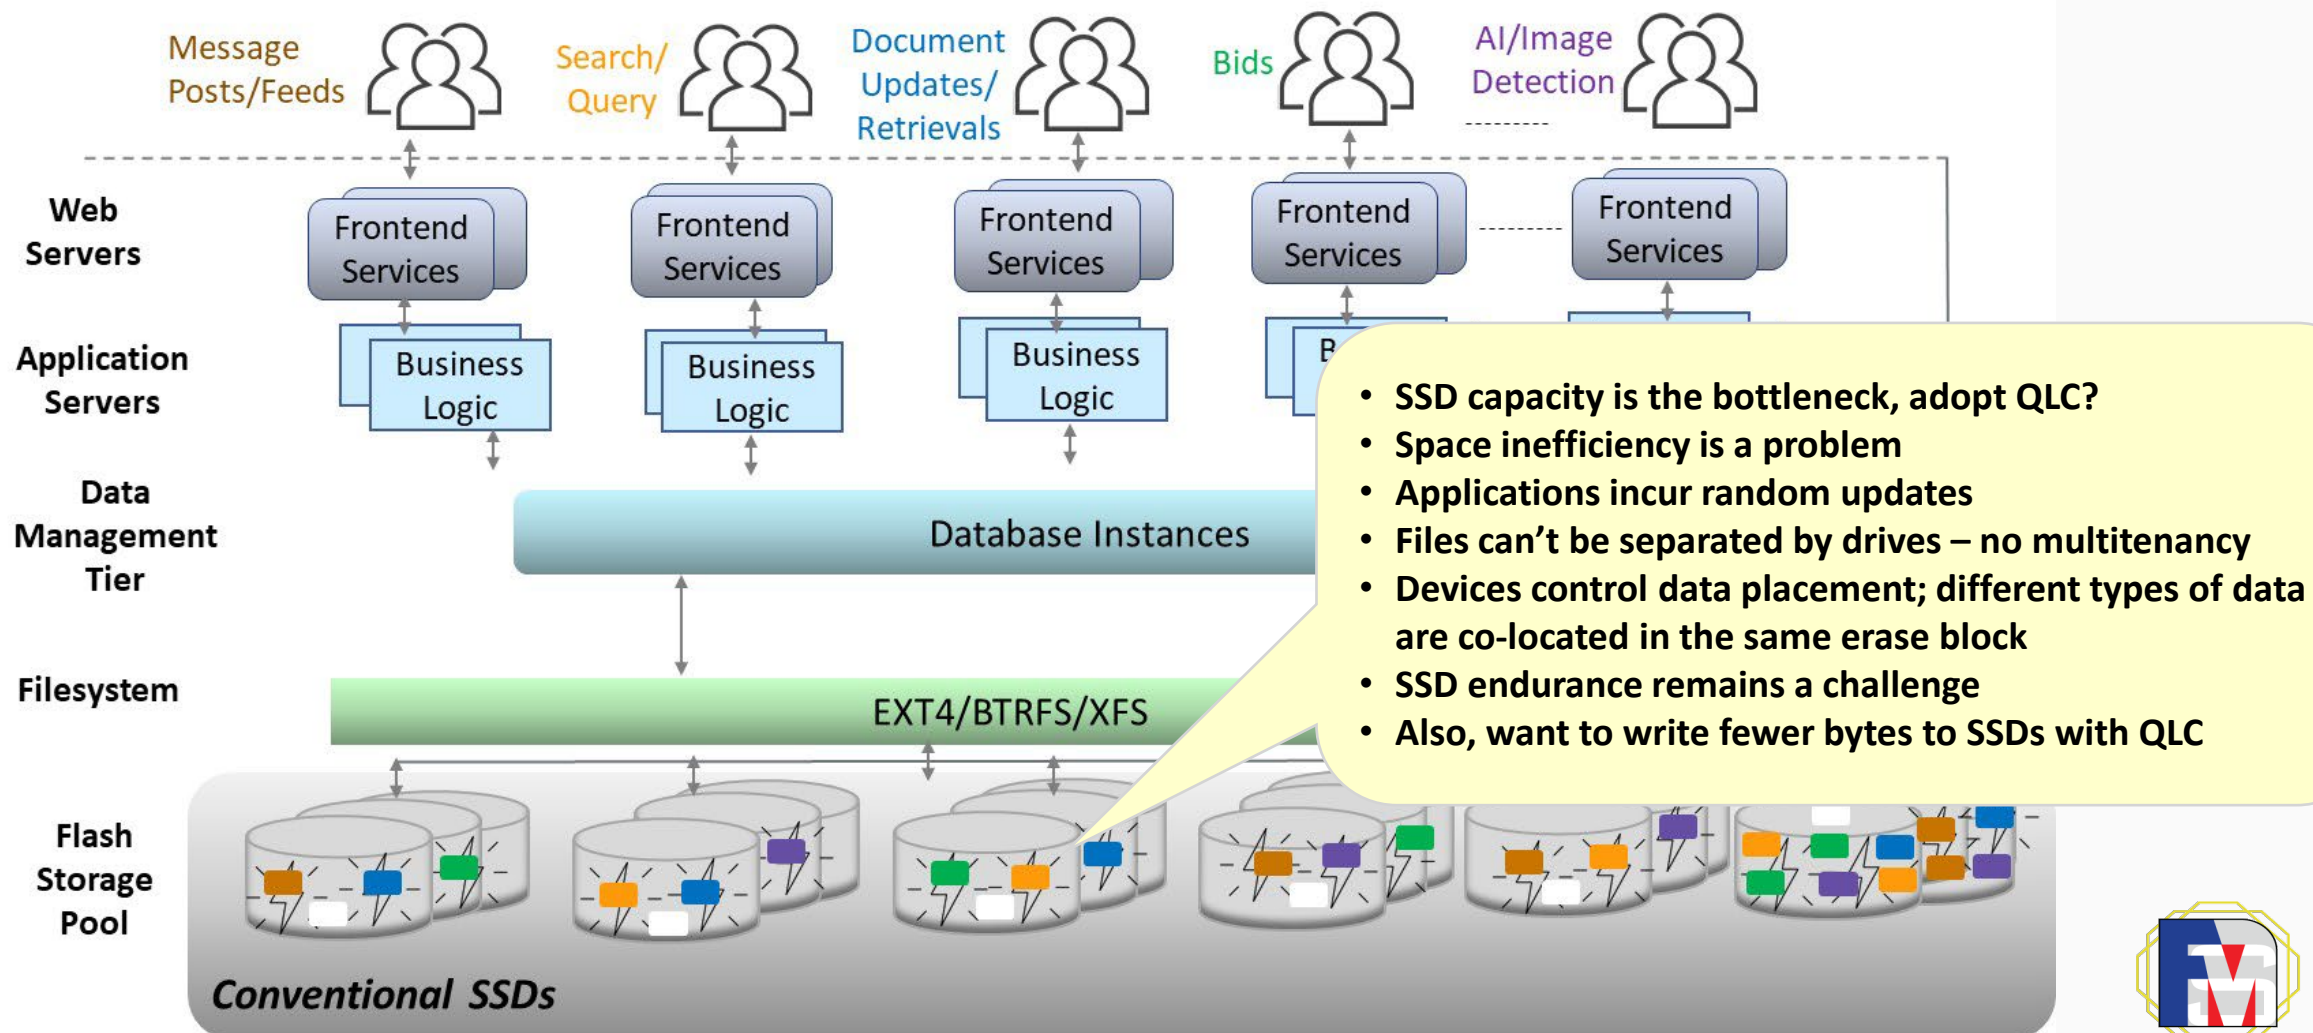 Message
Posts/Feeds
Search/
Query
Document
Updates/
Retrievals
Bids
AI/Image
Detection
Web
Servers
Frontend
Services
Frontend
Services
Frontend
Services
Frontend
Services
Frontend
Services
Application
Servers
Business
Logic
Business
Logic
Business
Logic
B
• SSD capacity is the bottleneck, adopt QLC?
• Space inefficiency is a problem
• Applications incur random updates
• Files can’t be separated by drives – no multitenancy
• Devices control data placement; different types of data
are co-located in the same erase block
• SSD endurance remains a challenge
• Also, want to write fewer bytes to SSDs with QLC
Data
Management
Tier
Database Instances
Filesystem
EXT4/BTRFS/XFS
Flash
Storage
Pool
Conventional SSDs
FMS